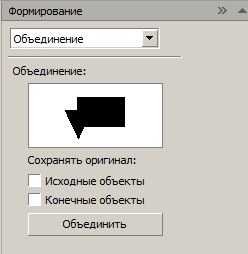 Формирование
Объединение
Объединение:
Сохранять оригинал:
Исходные объекты
Конечные объекты
Объединить